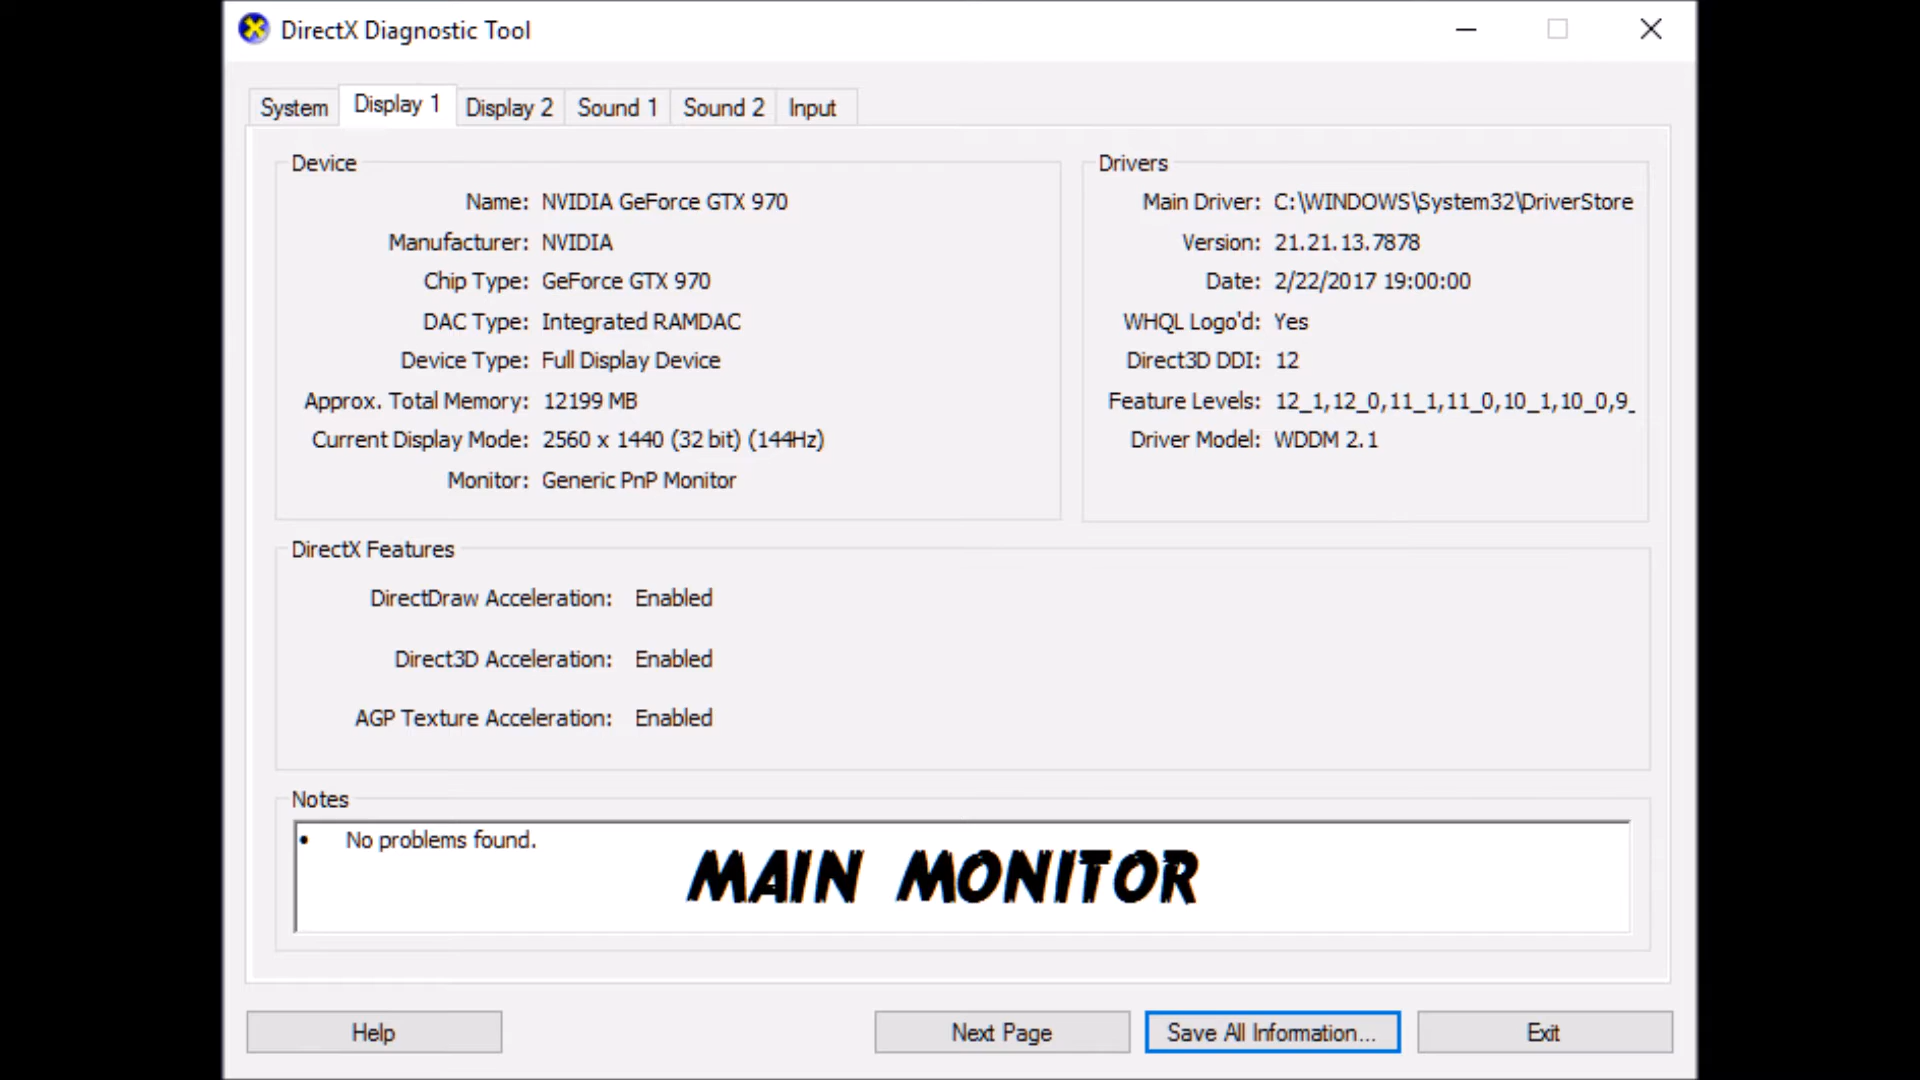 DirectX Diagnostic Tool
System Display 1 Display 2 Sound 1 Sound 2 Input
Device
Name: NVIDIA GeForce GTX 970
Manufacturer: NVIDIA
Chip Type: GeForce GTX 970
DAC Type: Integrated RAMDAC
Device Type: Full Display Device
Approx. Total Memory: 12199 MB
Current Display Mode: 2560 x 1440 (32 bit) (144Hz)
Monitor: Generic PnP Monitor
Drivers
Main Driver: C:\WINDOWS\System32\DriverStore
Version: 21.21.13.7878
Date: 2/22/2017 19:00:00
WHQL Logo'd: Yes
Direct3D DDI: 12
Feature Levels: 12_1,12_0,11_1,11_0,10_1,10_0,9_
Driver Model: WDDM 2.1
DirectX Features
DirectDraw Acceleration: Enabled
Direct3D Acceleration: Enabled
AGP Texture Acceleration: Enabled
Notes
• No problems found.
MAIN MONITOR
Help Next Page Save All Information... Exit